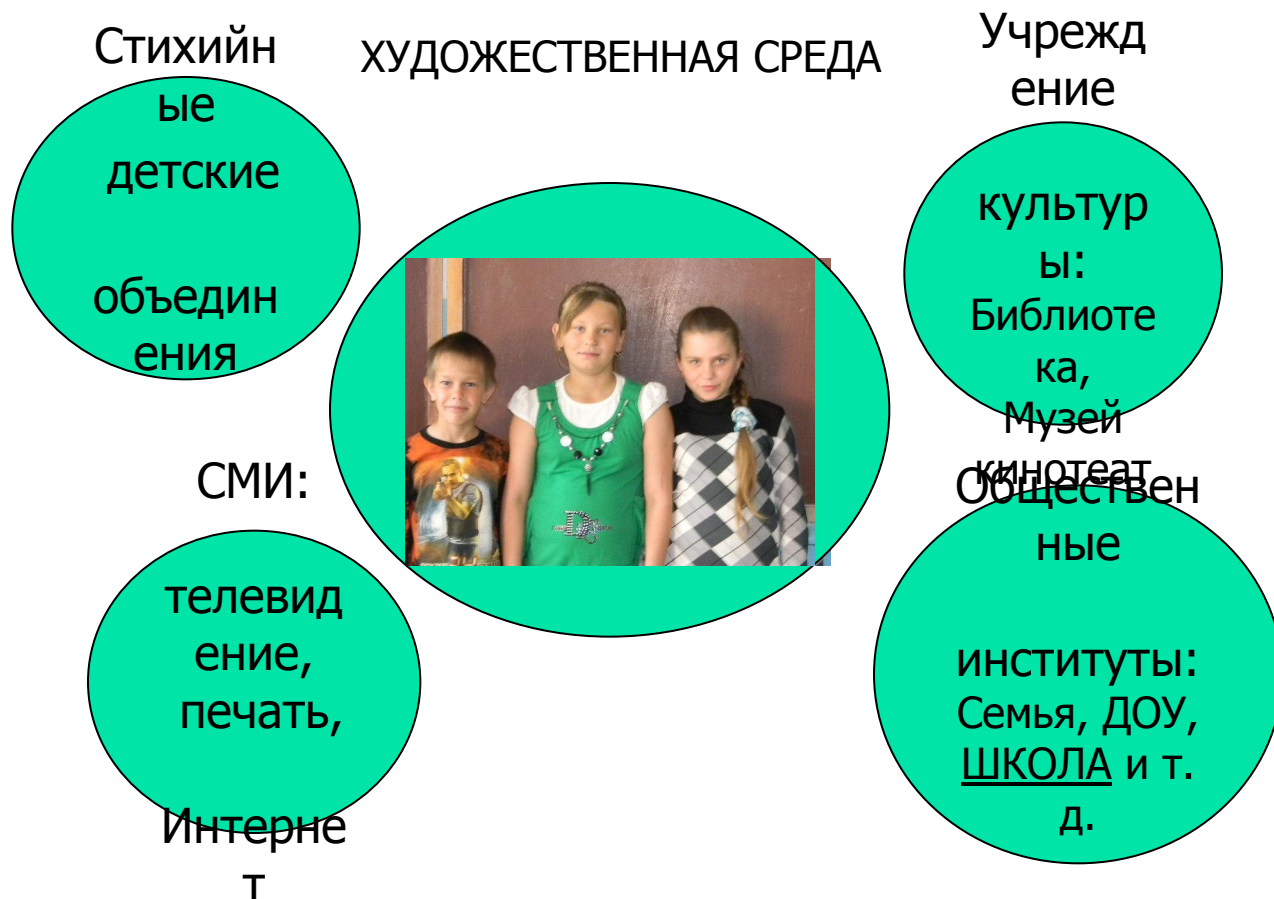 ХУДОЖЕСТВЕННАЯ СРЕДА
Стихийн
ые
детские
объедин
ения
Учрежд
ение
культур
ы:
Библиоте
ка,
Музей
кинотеат
СМИ:
телевид
ение,
печать,
Интерне
т
Обществен
ные
институты:
Семья, ДОУ,
ШКОЛА и т.
д.